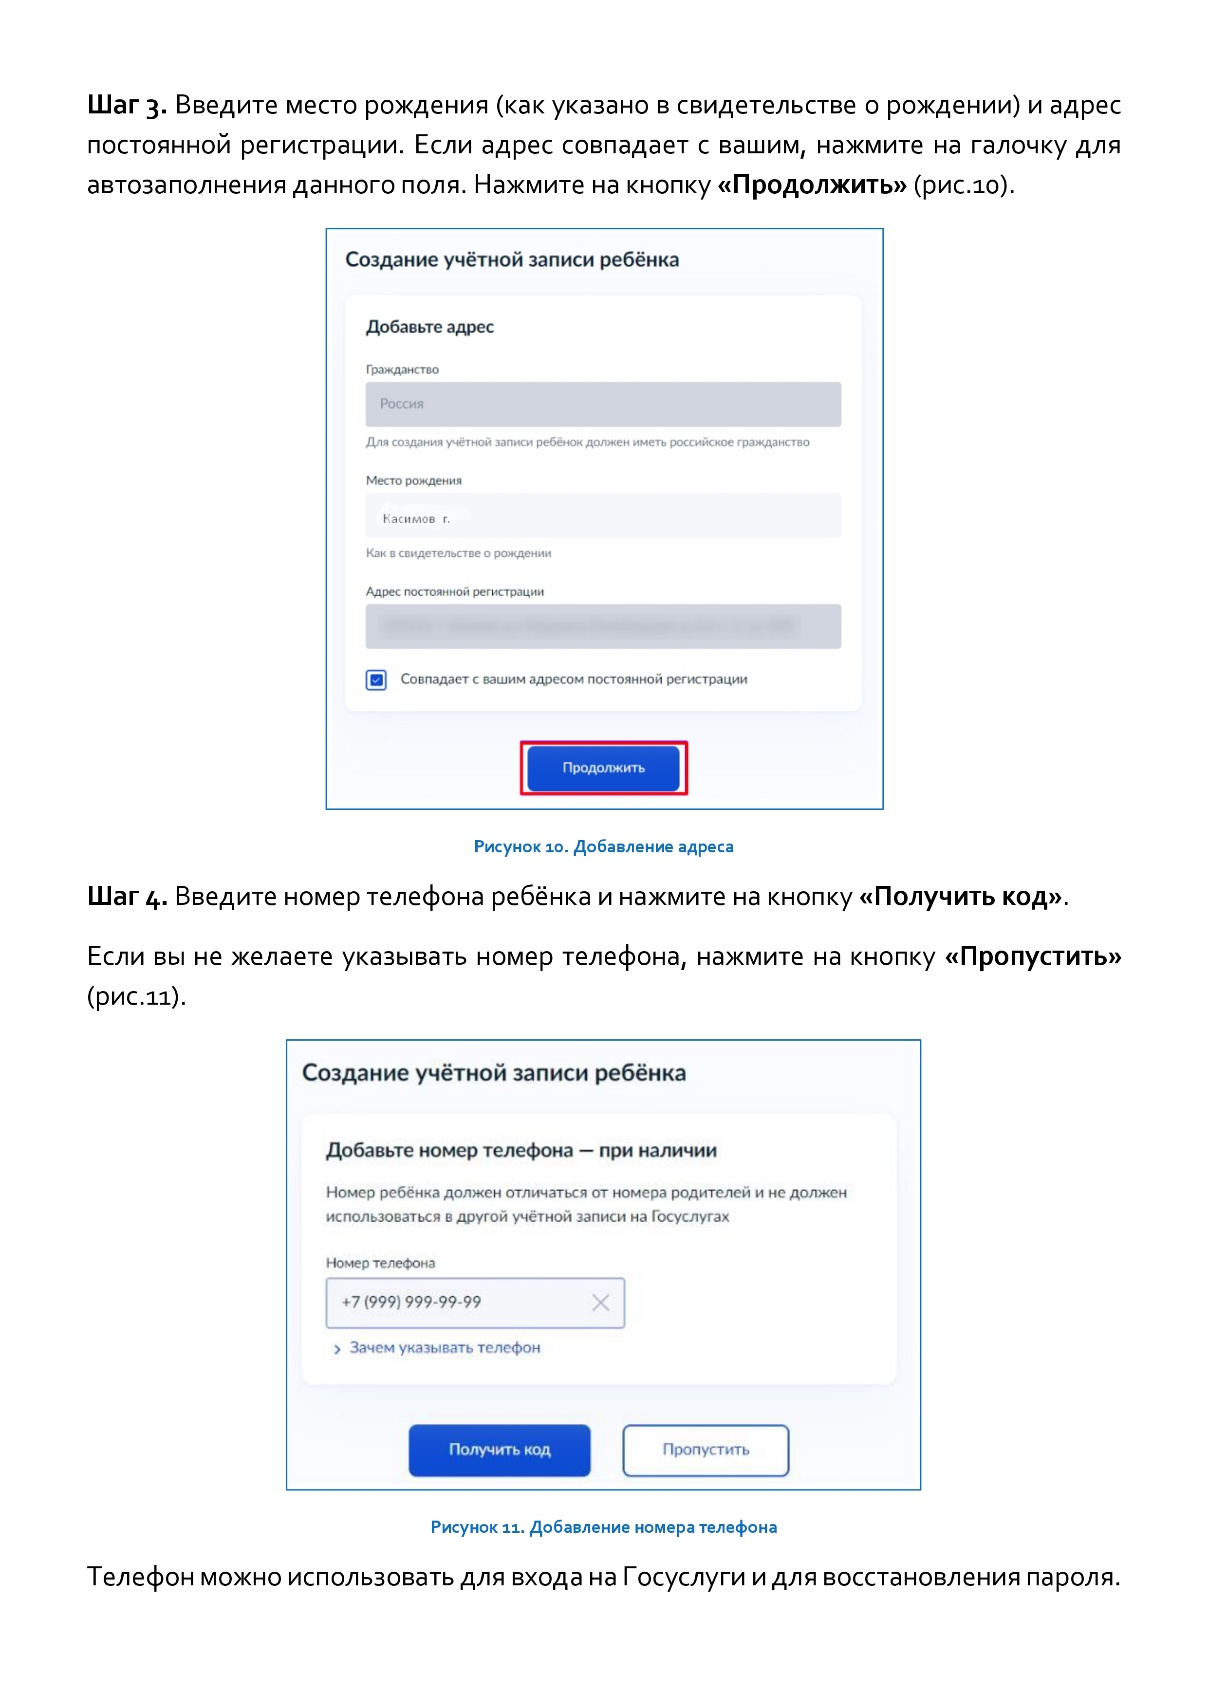 Шаг 3. Введите место рождения (как указано в свидетельстве о рождении) и адрес
постоянной регистрации. Если адрес совпадает с вашим, нажмите на галочку для
автозаполнения данного поля. Нажмите на кнопку «Продолжить» (рис.10).
Создание учётной записи ребёнка
Добавьте адрес
Гражданство
Россия
Для создания учётной записи ребёнок должен иметь российское гражданство
Место рождения
Касимов г.
Как в свидетельстве о рождении
Адрес постоянной регистрации
Совпадает с вашим адресом постоянной регистрации
Продолжить
Рисунок 10. Добавление адреса
Шаг 4. Введите номер телефона ребёнка и нажмите на кнопку «Получить код».
Если вы не желаете указывать номер телефона, нажмите на кнопку «Пропустить»
(рис.11).
Создание учётной записи ребёнка
Добавьте номер телефона — при наличии
Номер ребёнка должен отличаться от номера родителей и не должен
использоваться в другой учётной записи на Госуслугах
Номер телефона
+7 (999) 999-99-99
Зачем указывать телефон
Получить код Пропустить
Рисунок 11. Добавление номера телефона
Телефон можно использовать для входа на Госуслуги и для восстановления пароля.